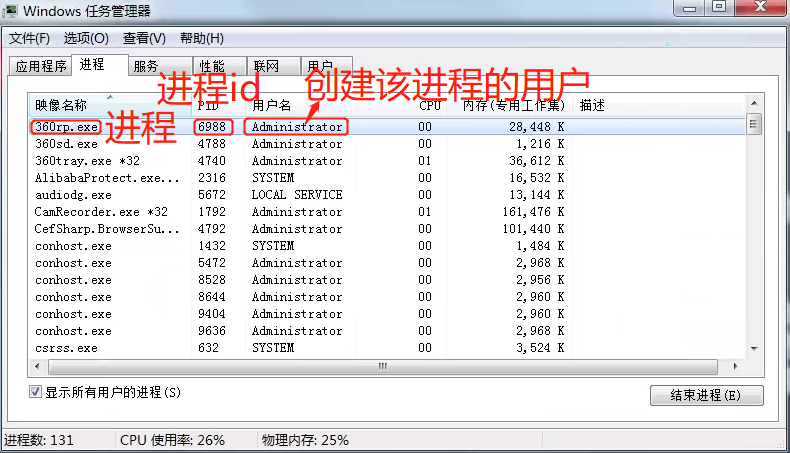 Windows 任务管理器
文件(F) 选项(O) 查看(V) 帮助(H)
应用程序 进程 服务 性能 联网 用户
进程id 创建该进程的用户
映像名称 PID 用户名 CPU 内存(专用工作集) 描述
360rp.exe 进程 6988 Administrator 00 28,448 K
360sd.exe 4788 Administrator 00 1,216 K
360tray.exe *32 4740 Administrator 01 36,612 K
AlibabaProtect.exe... 2316 SYSTEM 00 16,532 K
audiodg.exe 5672 LOCAL SERVICE 00 13,144 K
CamRecorder.exe *32 1792 Administrator 01 161,476 K
CefSharp.BrowserSu... 4792 Administrator 00 101,440 K
conhost.exe 1432 SYSTEM 00 1,484 K
conhost.exe 5472 Administrator 00 2,968 K
conhost.exe 8528 Administrator 00 2,956 K
conhost.exe 8644 Administrator 00 2,960 K
conhost.exe 9404 Administrator 00 2,960 K
conhost.exe 9636 Administrator 00 2,968 K
csrss.exe 632 SYSTEM 00 3,524 K
显示所有用户的进程(S) 结束进程(E)
进程数: 131 CPU 使用率: 26% 物理内存: 25%